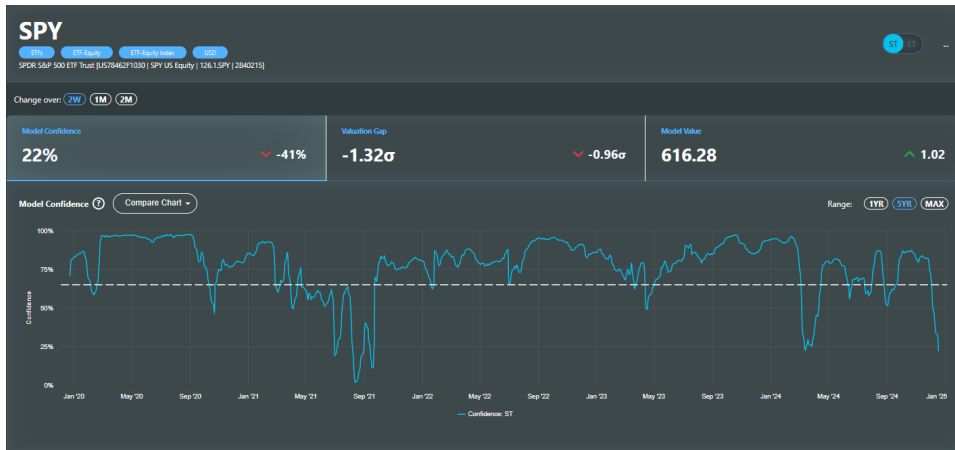 SPY
ETFs ETF-Equity ETF-Equity Index USD
SPDR S&P 500 ETF Trust [US78462F1030 | SPY US Equity | 126.1.SPY | 2840215]
ST LT
...
Change over: 2W 1M 2M
Model Confidence
22% -41%
Valuation Gap
-1.32σ -0.96σ
Model Value
616.28 1.02
Model Confidence ? Compare Chart
Range: 1YR 5YR MAX
100%
75%
50%
25%
0%
Confidence
Jan '20 May '20 Sep '20 Jan '21 May '21 Sep '21 Jan '22 May '22 Sep '22 Jan '23 May '23 Sep '23 Jan '24 May '24 Sep '24 Jan '25
Confidence: ST